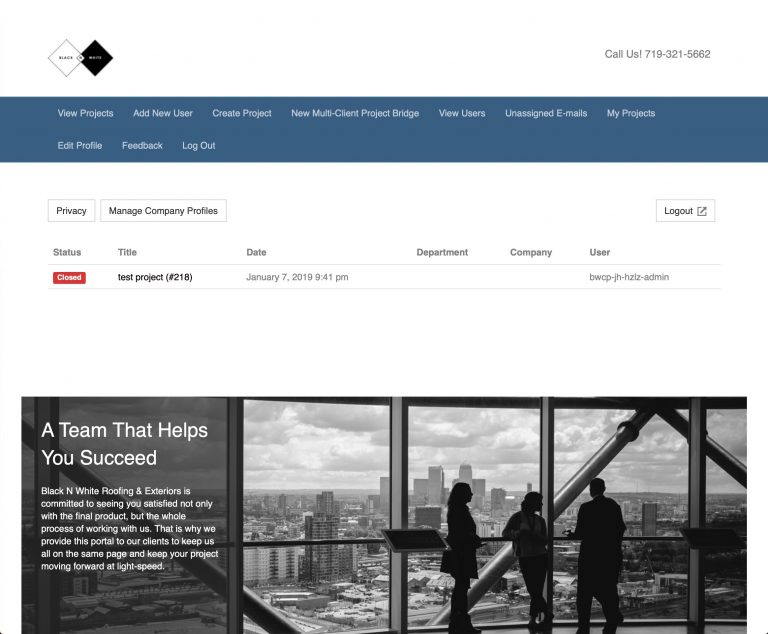 BLACK N WHITE
Call Us! 719-321-5662
View Projects Add New User Create Project New Multi-Client Project Bridge View Users Unassigned E-mails My Projects
Edit Profile Feedback Log Out
Privacy Manage Company Profiles Logout
Status Title Date Department Company User
Closed test project (#218) January 7, 2019 9:41 pm bwcp-jh-hzlz-admin
A Team That Helps
You Succeed
Black N White Roofing & Exteriors is
committed to seeing you satisfied not only
with the final product, but the whole
process of working with us. That is why we
provide this portal to our clients to keep us
all on the same page and keep your project
moving forward at light-speed.